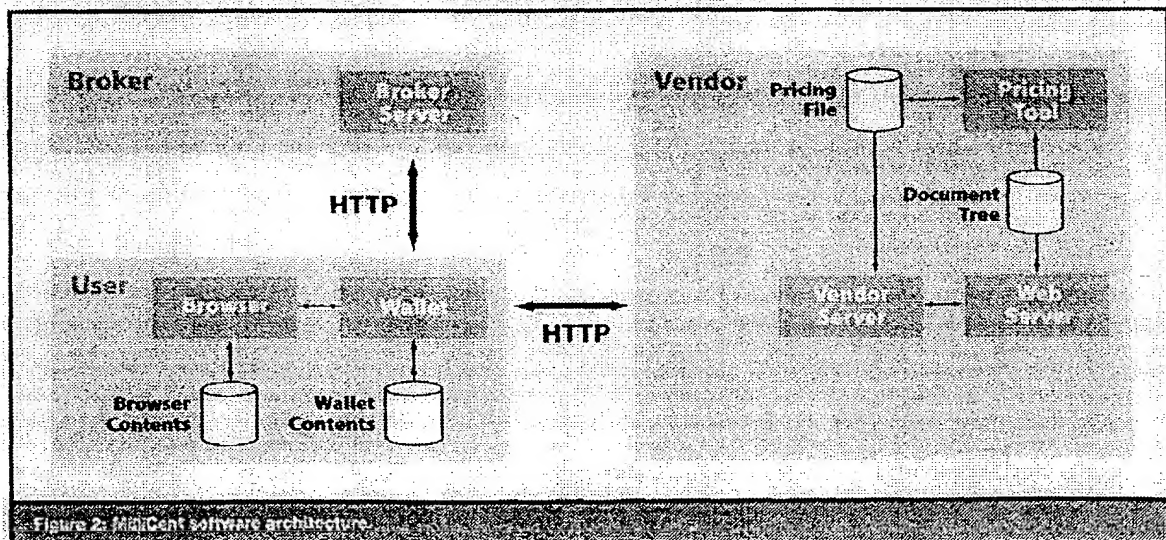 Broker
Broker
Server
HTTP
User
Browser
Wallet
Browser
Contents
Wallet
Contents
HTTP
Vendor
Pricing
File
Pricing
Tool
Document
Tree
Vendor
Server
Web
Server
Figure 2: MilliCent software architecture.